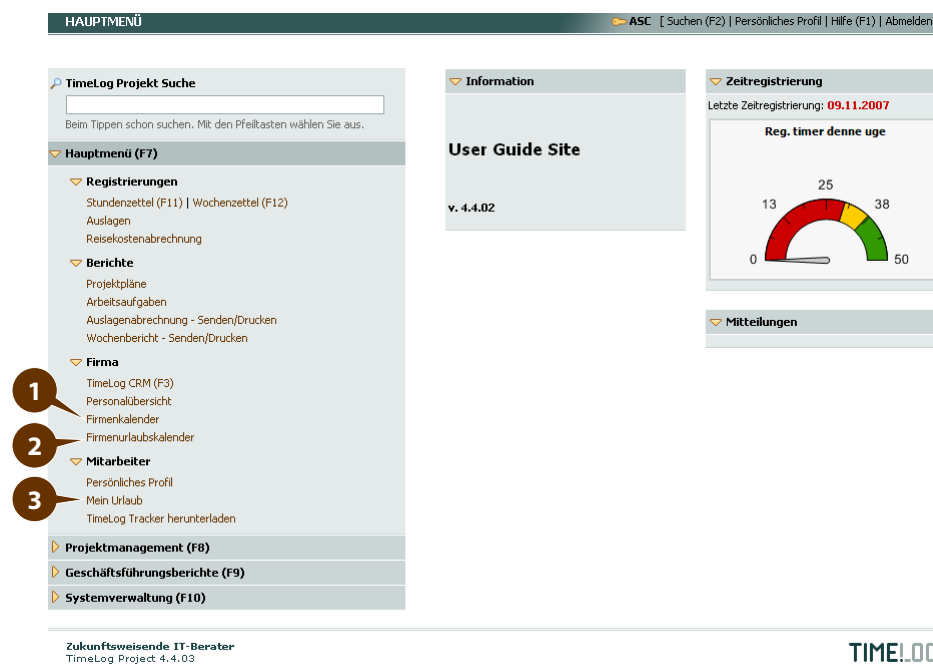 HAUPTMENÜ
ASC [ Suchen (F2) | Persönliches Profil | Hilfe (F1) | Abmelden
TimeLog Projekt Suche
Beim Tippen schon suchen. Mit den Pfeiltasten wählen Sie aus.
Hauptmenü (F7)
Registrierungen
Stundenzettel (F11) | Wochenzettel (F12)
Auslagen
Reisekostenabrechnung
Berichte
Projektpläne
Arbeitsaufgaben
Auslagenabrechnung - Senden/Drucken
Wochenbericht - Senden/Drucken
Firma
TimeLog CRM (F3)
Personalübersicht
1
Firmenkalender
2
Firmenurlaubskalender
Mitarbeiter
Persönliches Profil
3
Mein Urlaub
TimeLog Tracker herunterladen
Projektmanagement (F8)
Geschäftsführungsberichte (F9)
Systemverwaltung (F10)
Information
User Guide Site
v. 4.4.02
Zeitregistrierung
Letzte Zeitregistrierung: 09.11.2007
Reg. timer denne uge
25
13
38
0
50
Mitteilungen
Zukunftsweisende IT-Berater
TimeLog Project 4.4.03
TIME!LOG